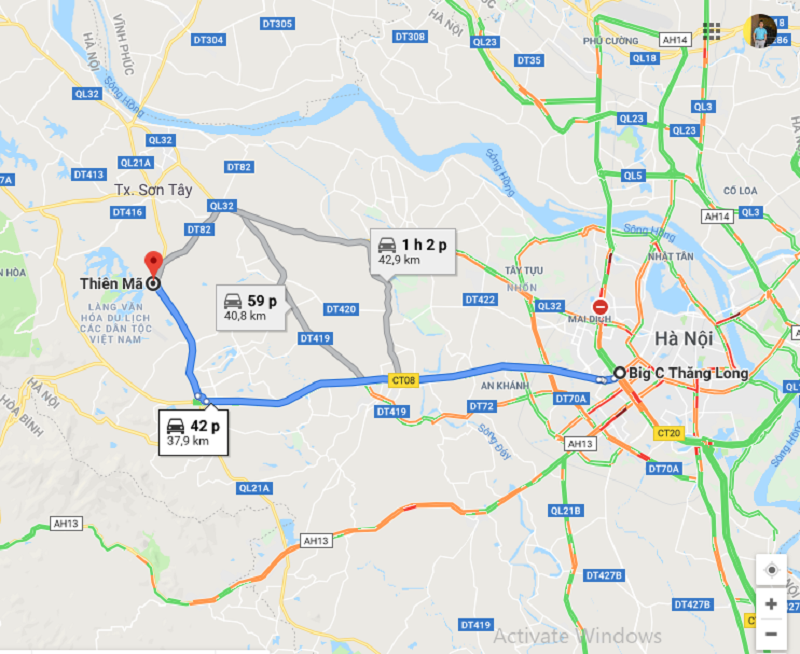 DT305
VĨNH PHÚC
HÀ NỘI
DT304
HÀ NỘI
DT308
QL23
PHÚ CƯỜNG
AH14
QL18
DT35
QL32
Sông Hồng
QL3
QL23
QL23
QL32
QL21A
DT82
Sông Hồng
DT413
QL5
Tx. Sơn Tây
CỔ LOA
QL32
DT416
AH14
QL3
DT82
Sông Hồng
1 h 2 p
42,9 km
NHẬT TÂN
TÂY TỰU
Thiên Mã
NHỔN
59 p
40,8 km
DT422
QL32
LÀNG VĂN
HÓA DU LỊCH
CÁC DÂN TỘC
VIỆT NAM
DT420
MAI DỊCH
DT419
Hà Nội
Big C Thăng Long
CT08
AN KHÁNH
HÀ NỘI
HÒA BÌNH
DT419
DT72
DT70A
42 p
37,9 km
Sông Đáy
AH13
CT20
DT70A
Sông Hồng
QL21A
QL21B
AH13
AH13
DT427B
DT427B
DT419
Activate Windows